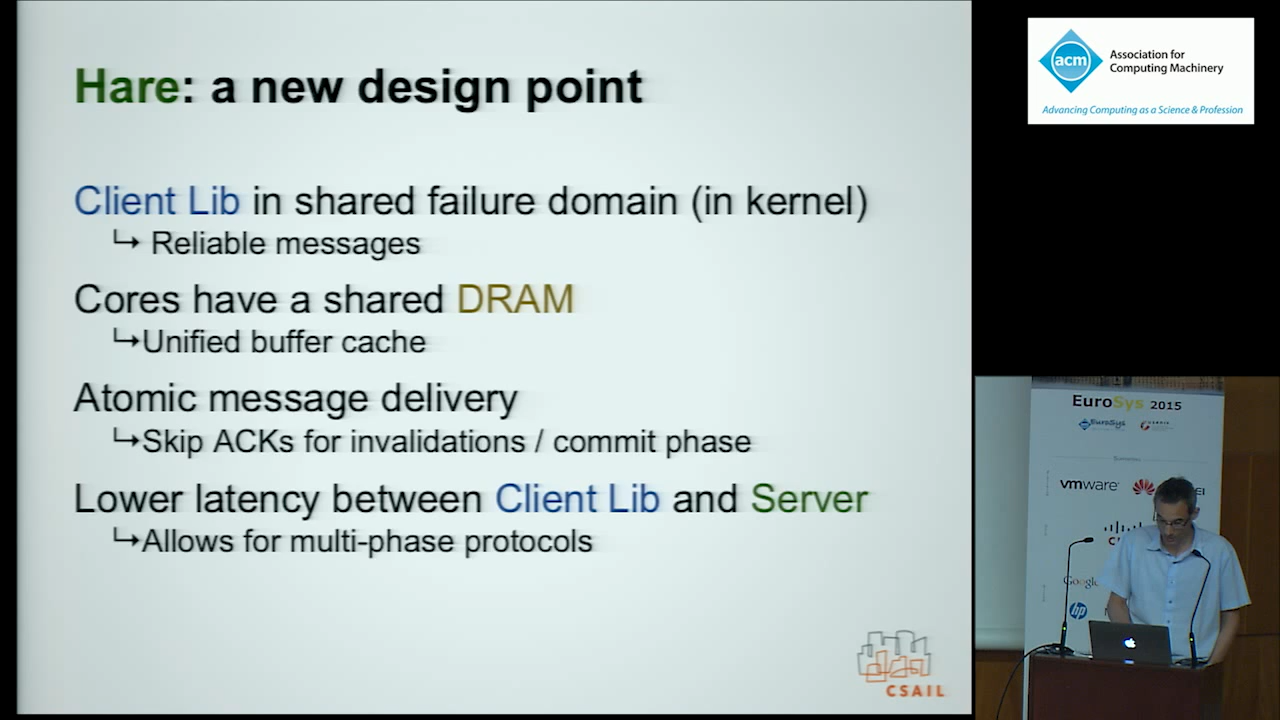 Hare: a new design point
Client Lib in shared failure domain (in kernel)
↳ Reliable messages
Cores have a shared DRAM
↳Unified buffer cache
Atomic message delivery
↳Skip ACKs for invalidations / commit phase
Lower latency between Client Lib and Server
↳Allows for multi-phase protocols
CSAIL
acm
Association for
Computing Machinery
Advancing Computing as a Science & Profession
EuroSys 2015
EuroSys
vmware
Google
hp